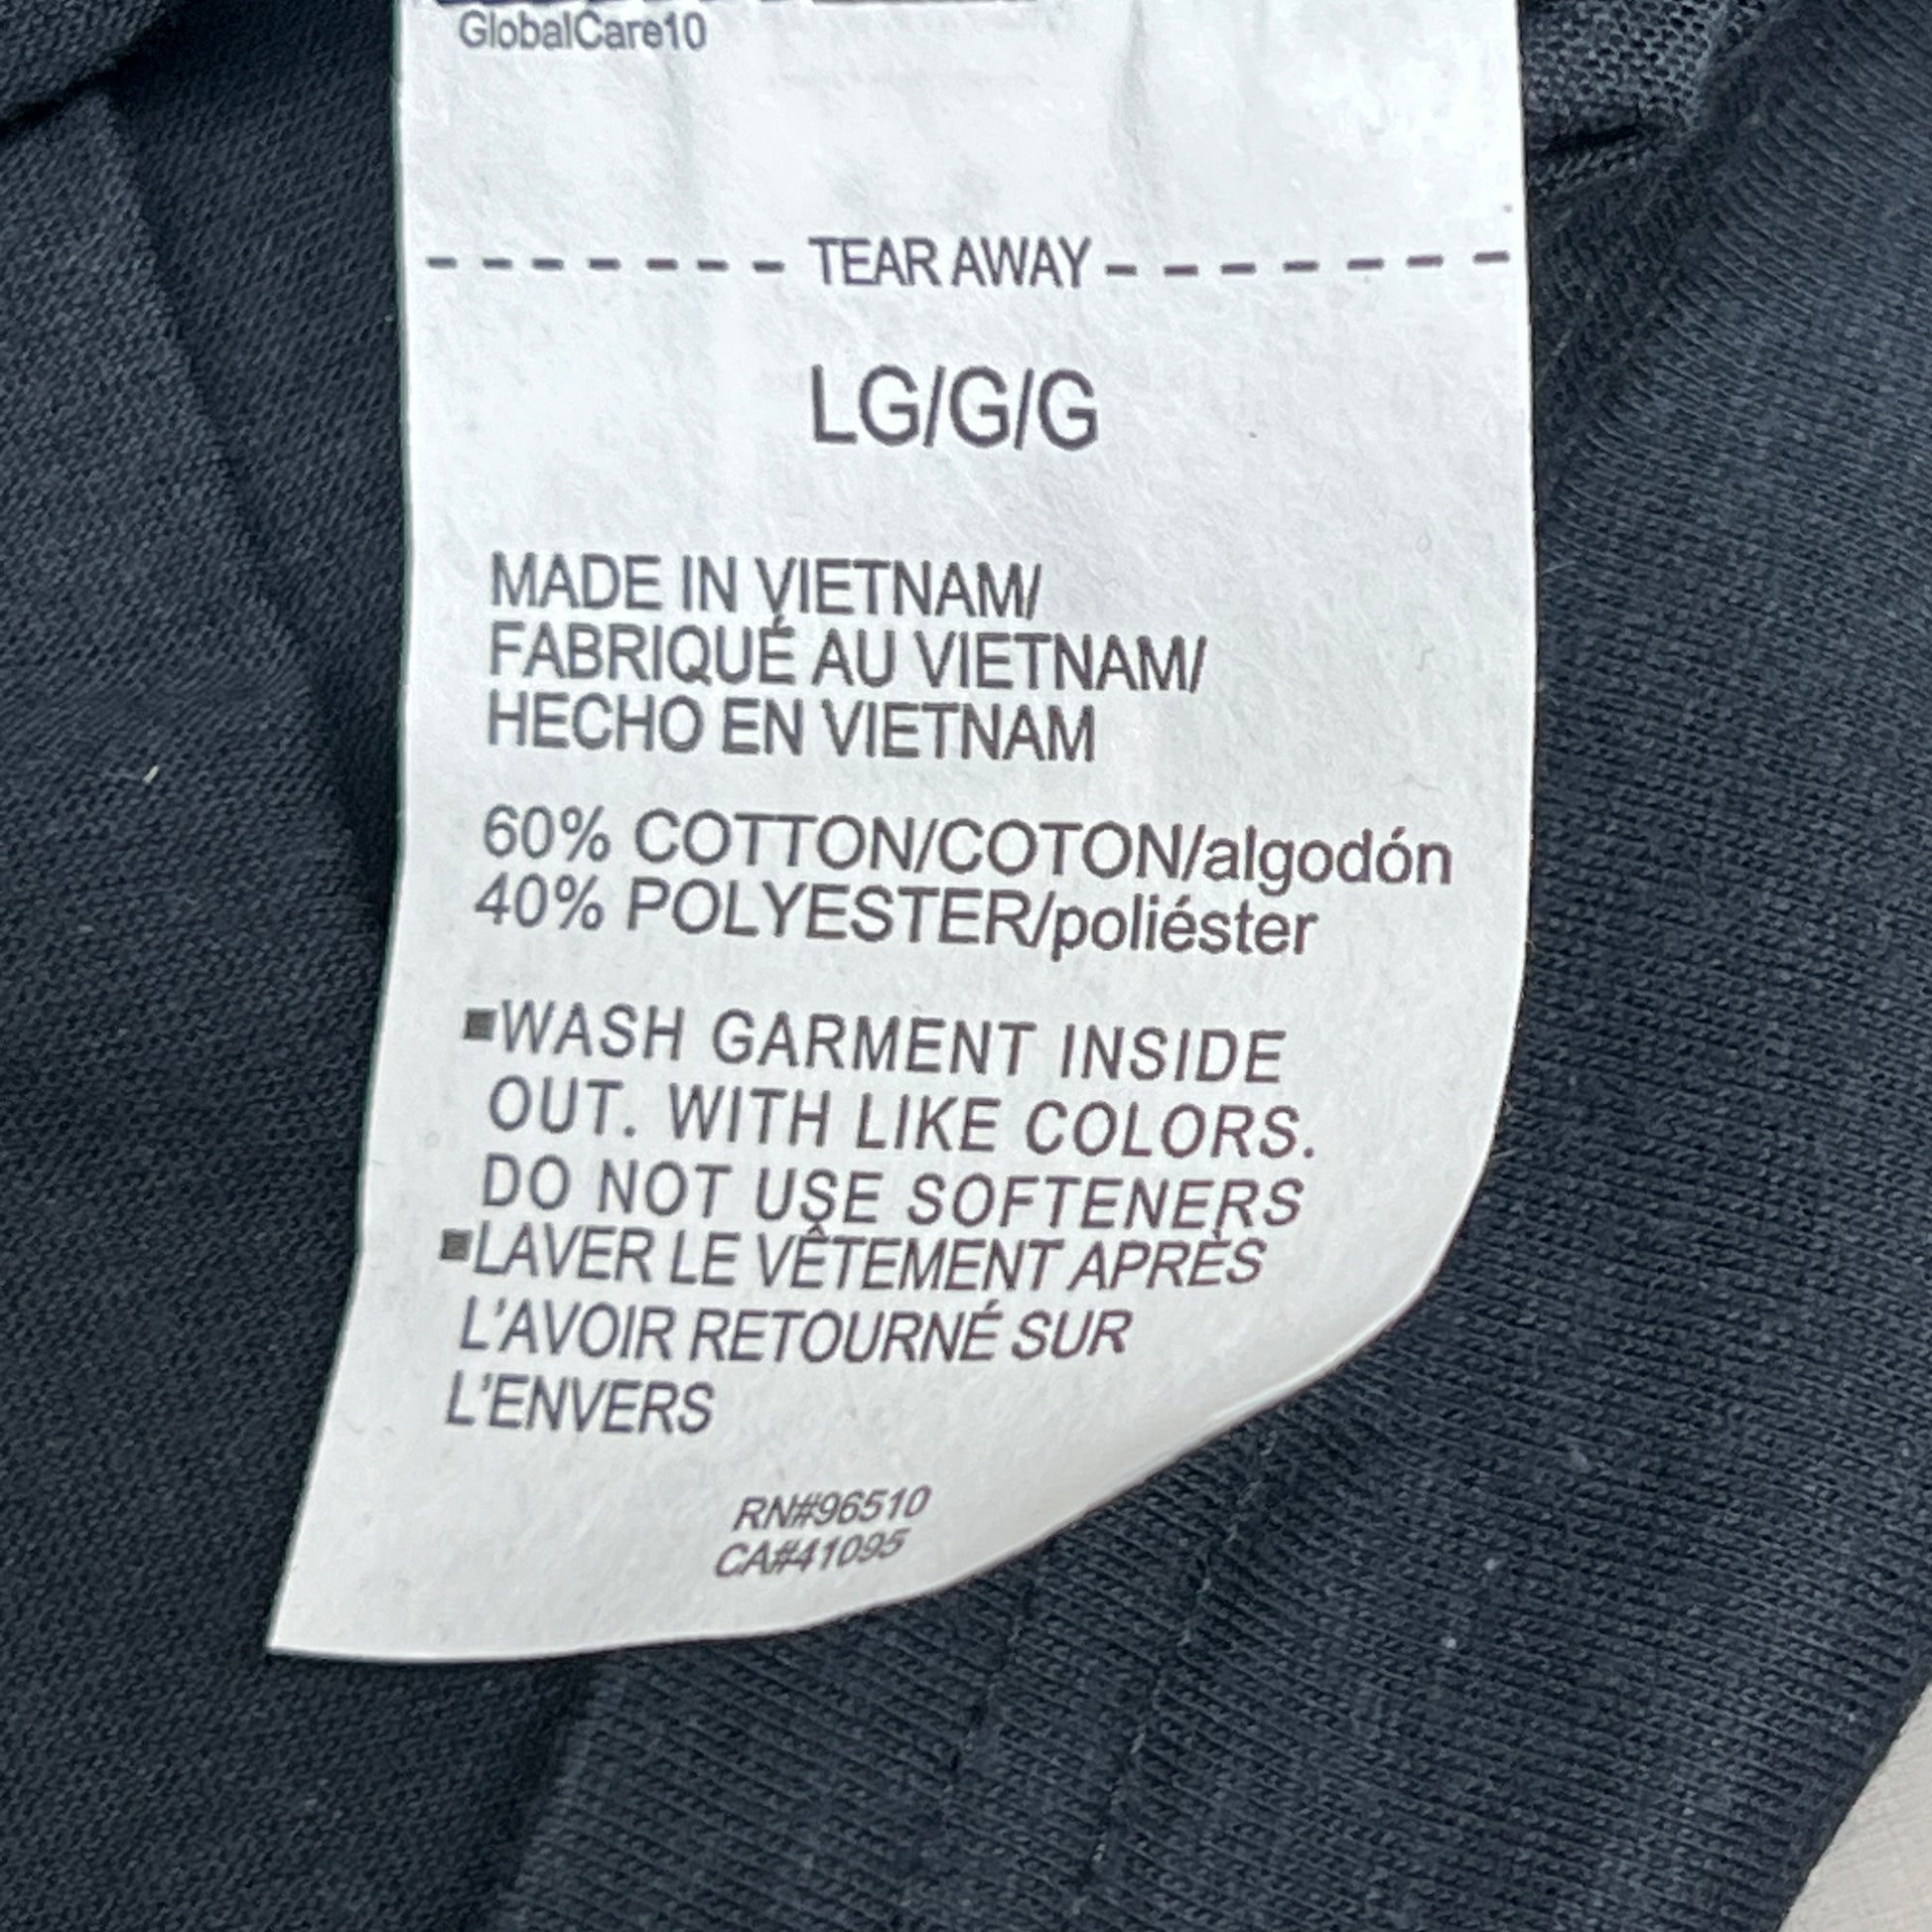 GlobalCare10
TEAR AWAY
LG/G/G
MADE IN VIETNAM/
FABRIQUÉ AU VIETNAM/
HECHO EN VIETNAM
60% COTTON/COTON/algodón
40% POLYESTER/poliéster
▪WASH GARMENT INSIDE
OUT. WITH LIKE COLORS.
DO NOT USE SOFTENERS
▪LAVER LE VÊTEMENT APRÈS
L'AVOIR RETOURNÉ SUR
L'ENVERS
RN#96510
CA#41095